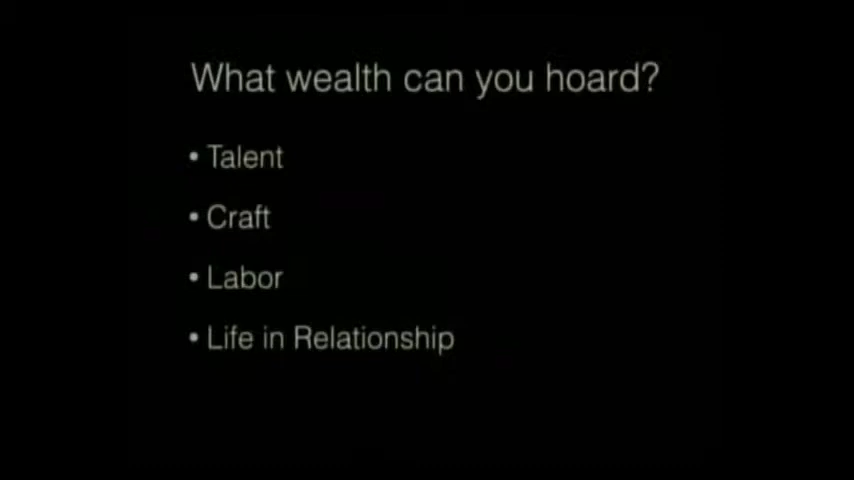 What wealth can you hoard?
• Talent
• Craft
• Labor
• Life in Relationship